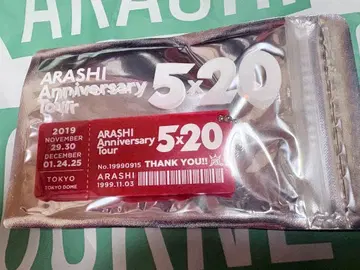 ARASHI
ARASHI
Anniversary
Tour
5×20
2019
NOVEMBER
29.30
DECEMBER
01.24.25
TOKYO
TOKYO DOME
ARASHI
Anniversary
Tour
5×20
No.19990915 THANK YOU!!
ARASHI
1999.11.03